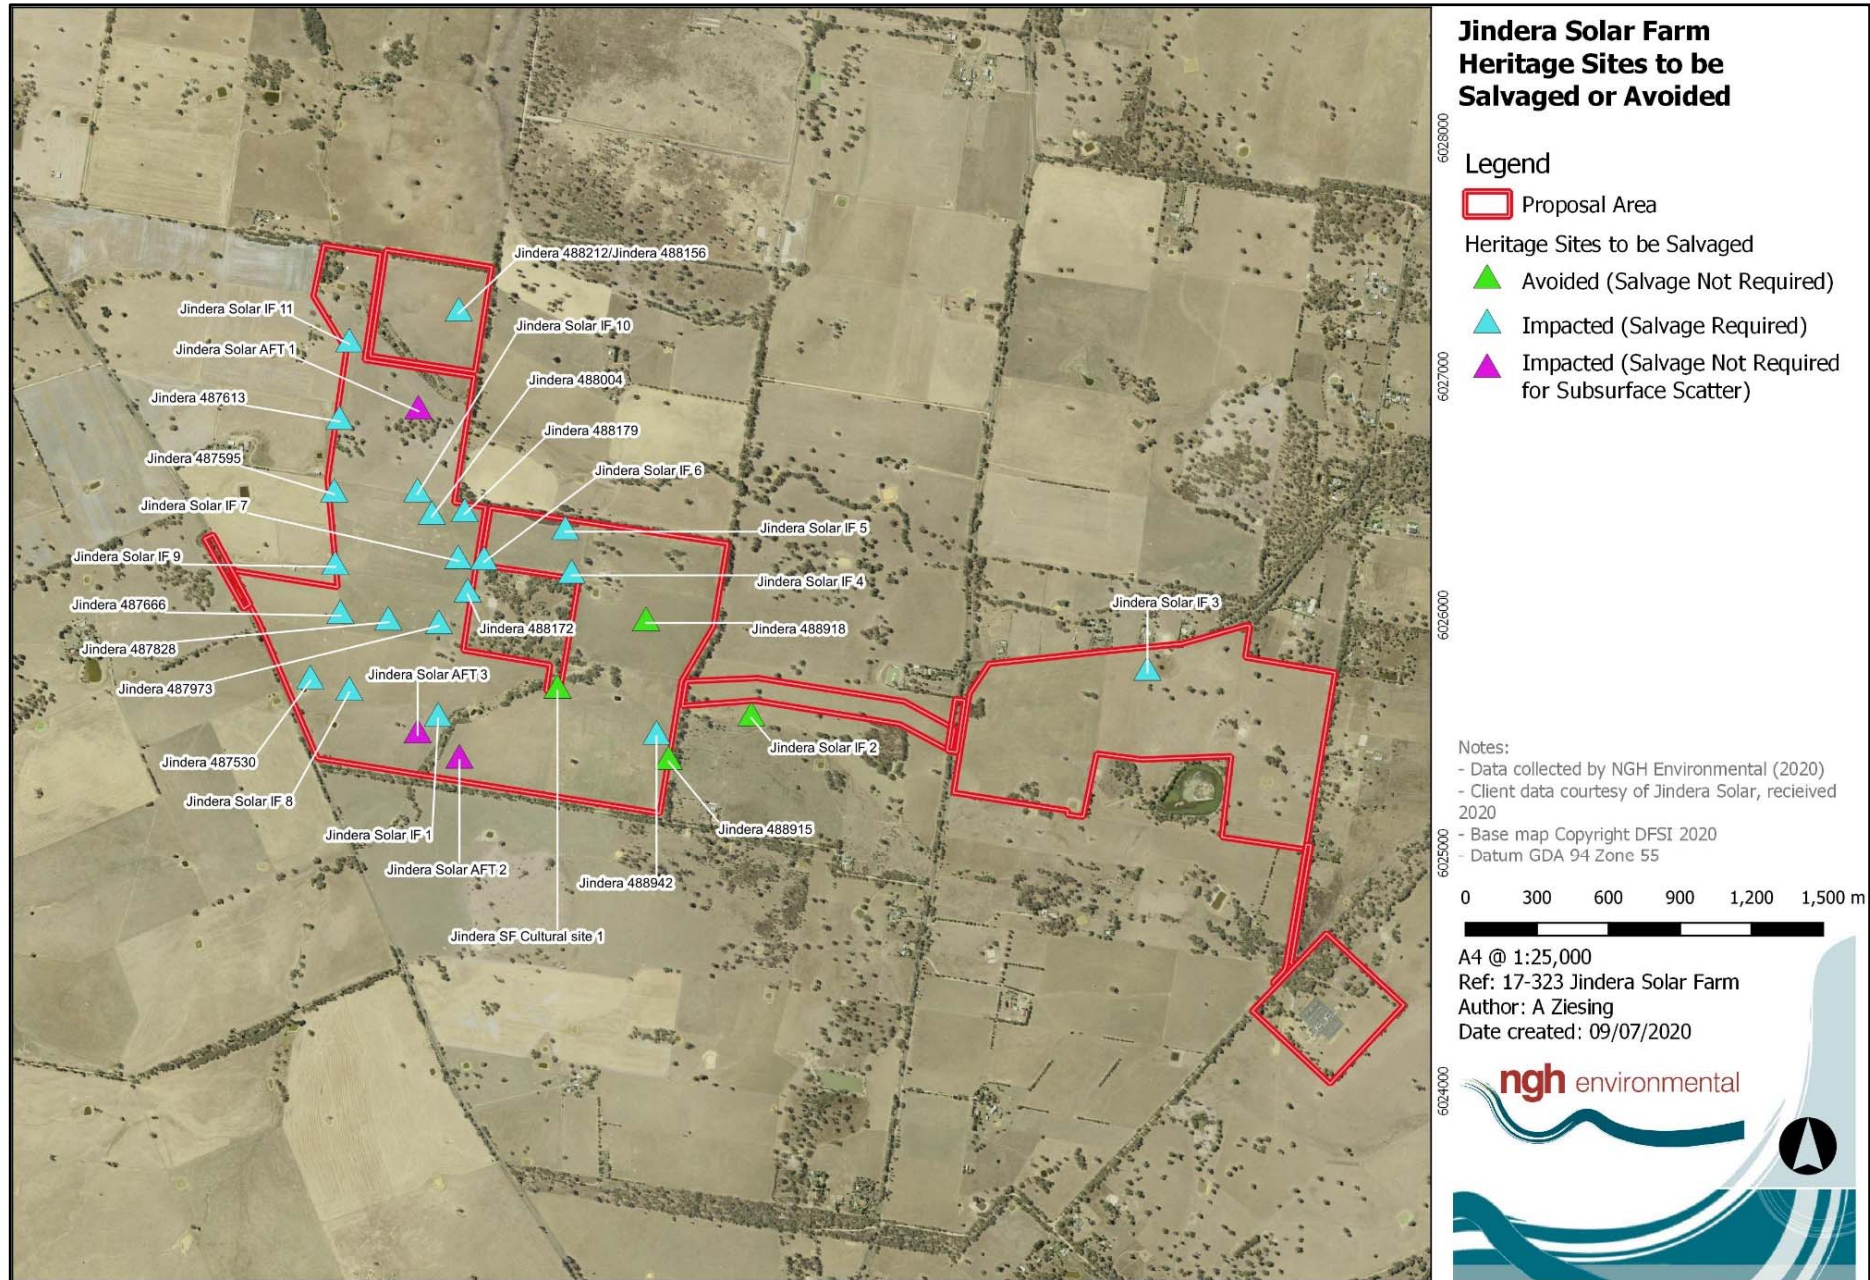 Jindera Solar Farm
Heritage Sites to be
Salvaged or Avoided
Legend
Proposal Area
Heritage Sites to be Salvaged
Avoided (Salvage Not Required)
Impacted (Salvage Required)
Impacted (Salvage Not Required
for Subsurface Scatter)
Notes:
- Data collected by NGH Environmental (2020)
- Client data courtesy of Jindera Solar, recieived
2020
- Base map Copyright DFSI 2020
- Datum GDA 94 Zone 55
0 300 600 900 1,200 1,500 m
A4 @ 1:25,000
Ref: 17-323 Jindera Solar Farm
Author: A Ziesing
Date created: 09/07/2020
ngh environmental
6028000
6027000
6026000
6025000
6024000
Jindera 488212/Jindera 488156
Jindera Solar IF 11
Jindera Solar IF 10
Jindera Solar AFT 1
Jindera 488004
Jindera 487613
Jindera 488179
Jindera 487595
Jindera Solar IF 6
Jindera Solar IF 7
Jindera Solar IF 5
Jindera Solar IF 9
Jindera Solar IF 4
Jindera 487666
Jindera Solar IF 3
Jindera 488172
Jindera 488918
Jindera 487828
Jindera Solar AFT 3
Jindera 487973
Jindera Solar IF 2
Jindera 487530
Jindera Solar IF 8
Jindera 488915
Jindera Solar IF 1
Jindera Solar AFT 2
Jindera 488942
Jindera SF Cultural site 1